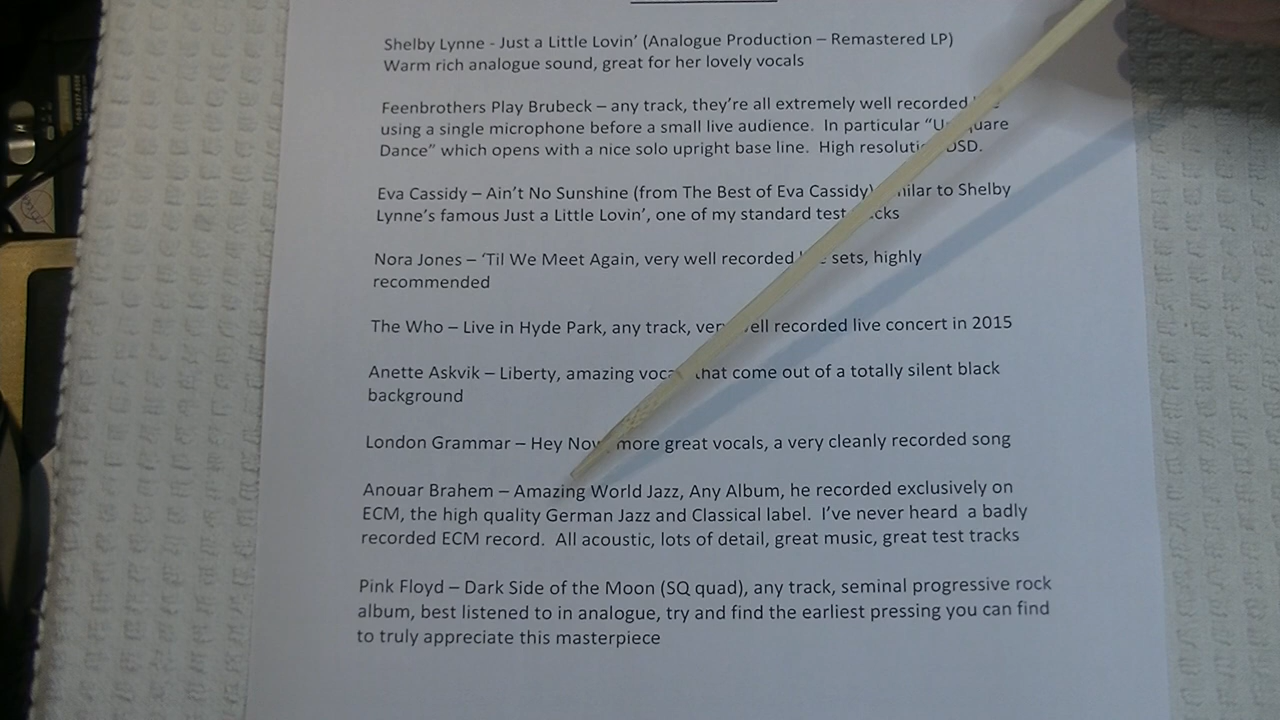 Shelby Lynne - Just a Little Lovin’ (Analogue Production – Remastered LP)
Warm rich analogue sound, great for her lovely vocals
Feenbrothers Play Brubeck – any track, they’re all extremely well recorded
using a single microphone before a small live audience. In particular
Dance” which opens with a nice solo upright base line. High DSD.
Eva Cassidy – Ain’t No Sunshine (from The Best of Eva Cassidy) to Shelby
Lynne’s famous Just a Little Lovin’, one of my standard test
Nora Jones – ‘Til We Meet Again, very well recorded sets, highly
recommended
The Who – Live in Hyde Park, any track, recorded live concert in 2015
Anette Askvik – Liberty, amazing that come out of a totally silent black
background
London Grammar – Hey more great vocals, a very cleanly recorded song
Anouar Brahem – Amazing World Jazz, Any Album, he recorded exclusively on
ECM, the high quality German Jazz and Classical label. I’ve never heard a badly
recorded ECM record. All acoustic, lots of detail, great music, great test tracks
Pink Floyd – Dark Side of the Moon (SQ quad), any track, seminal progressive rock
album, best listened to in analogue, try and find the earliest pressing you can find
to truly appreciate this masterpiece